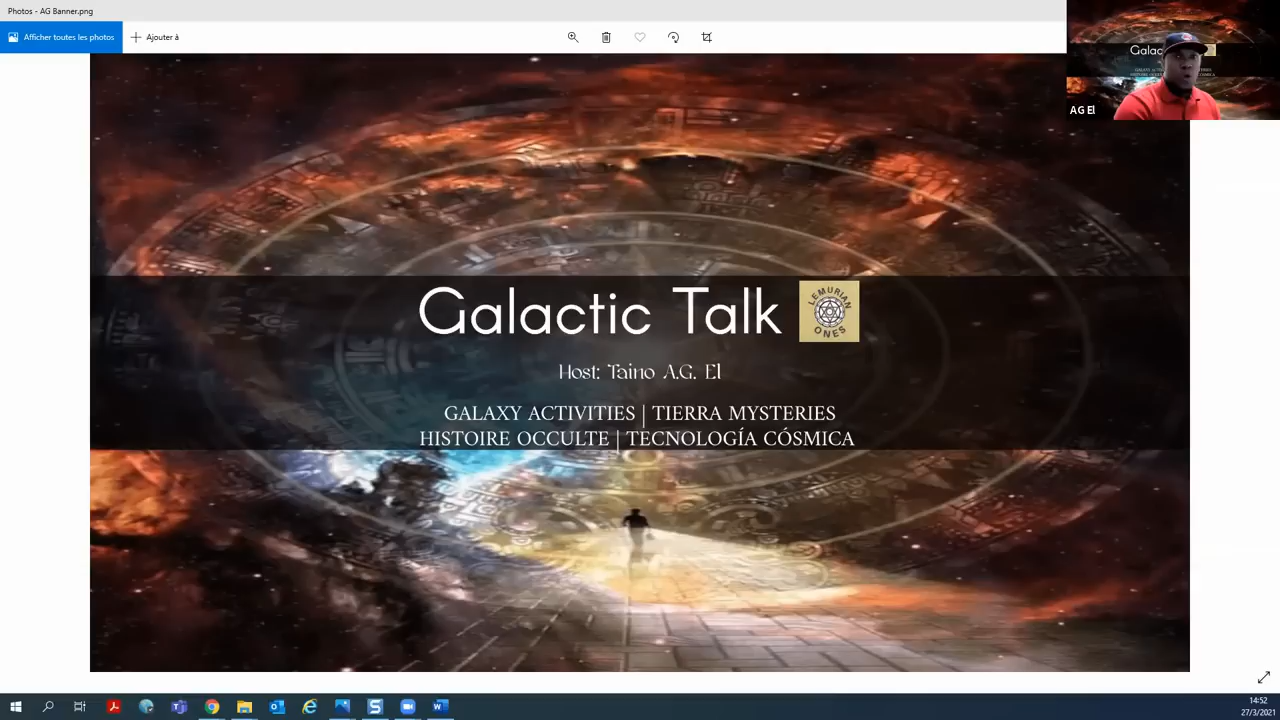 Photos - AG Banner.png
Afficher toutes les photos
Ajouter à
AG El
Galactic Talk
LEMURIAN
ONES
Host: Taino A.G. El
GALAXY ACTIVITIES | TIERRA MYSTERIES
HISTOIRE OCCULTE | TECNOLOGÍA CÓSMICA
14:52
27/3/2021